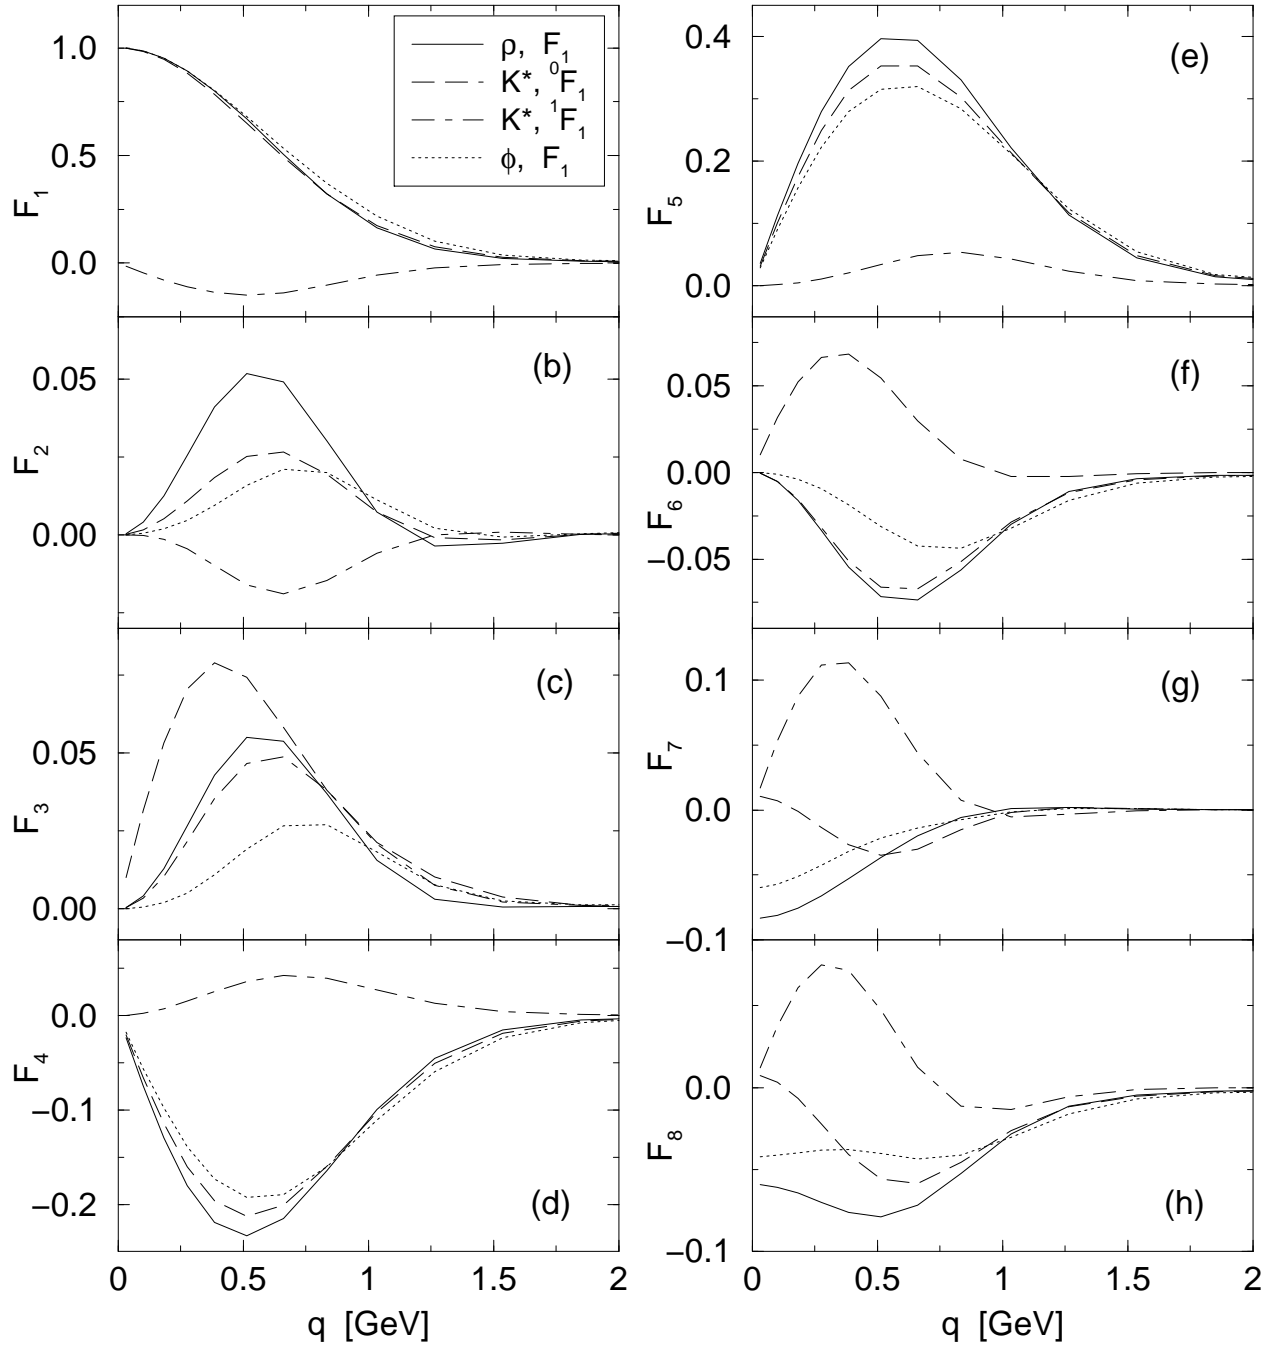 ρ, F₁
K*, ⁰F₁
K*, ¹F₁
ϕ, F₁
1.0
0.5
0.0
F₁
(b)
0.05
0.00
F₂
(c)
0.05
0.00
F₃
0.0
−0.1
−0.2
F₄
(d)
0 0.5 1 1.5 2
q [GeV]
(e)
0.4
0.2
0.0
F₅
(f)
0.05
0.00
−0.05
F₆
(g)
0.1
0.0
−0.1
F₇
0.0
−0.1
F₈
(h)
0 0.5 1 1.5 2
q [GeV]